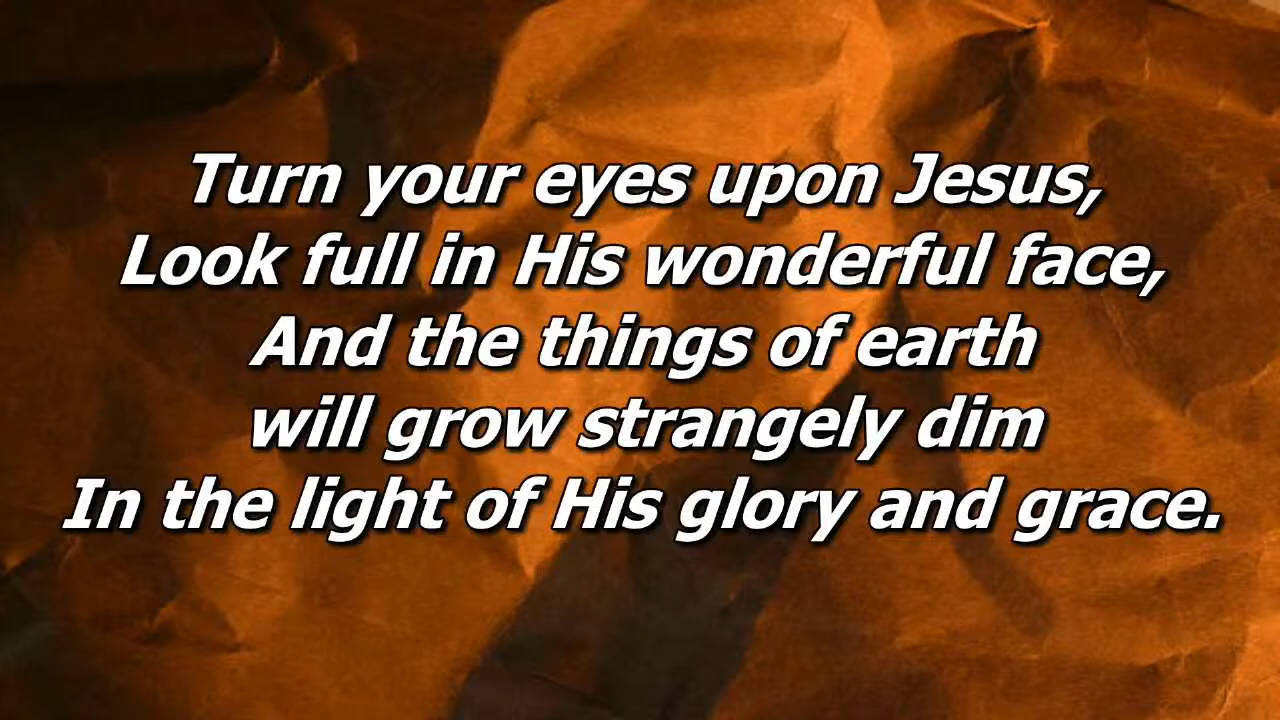 Turn your eyes upon Jesus,
Look full in His wonderful face,
And the things of earth
will grow strangely dim
In the light of His glory and grace.